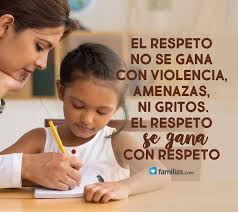 EL RESPETO
NO SE GANA
CON VIOLENCIA,
AMENAZAS,
NI GRITOS.
EL RESPETO
se gana
CON RESPETO
familias.com